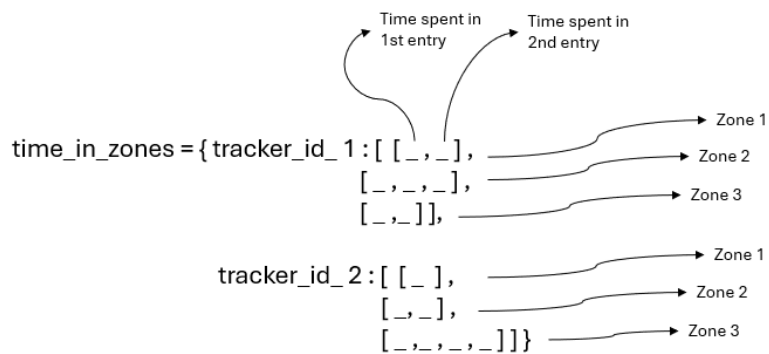 Time spent in
1st entry
Time spent in
2nd entry
time_in_zones = { tracker_id_ 1 : [ [ _ , _ ] , Zone 1
[ _ , _ , _ ] , Zone 2
[ _ , _ ] ] , Zone 3
tracker_id_ 2 : [ [ _ ] , Zone 1
[ _ , _ ] , Zone 2
[ _ , _ , _ , _ ] ] } Zone 3